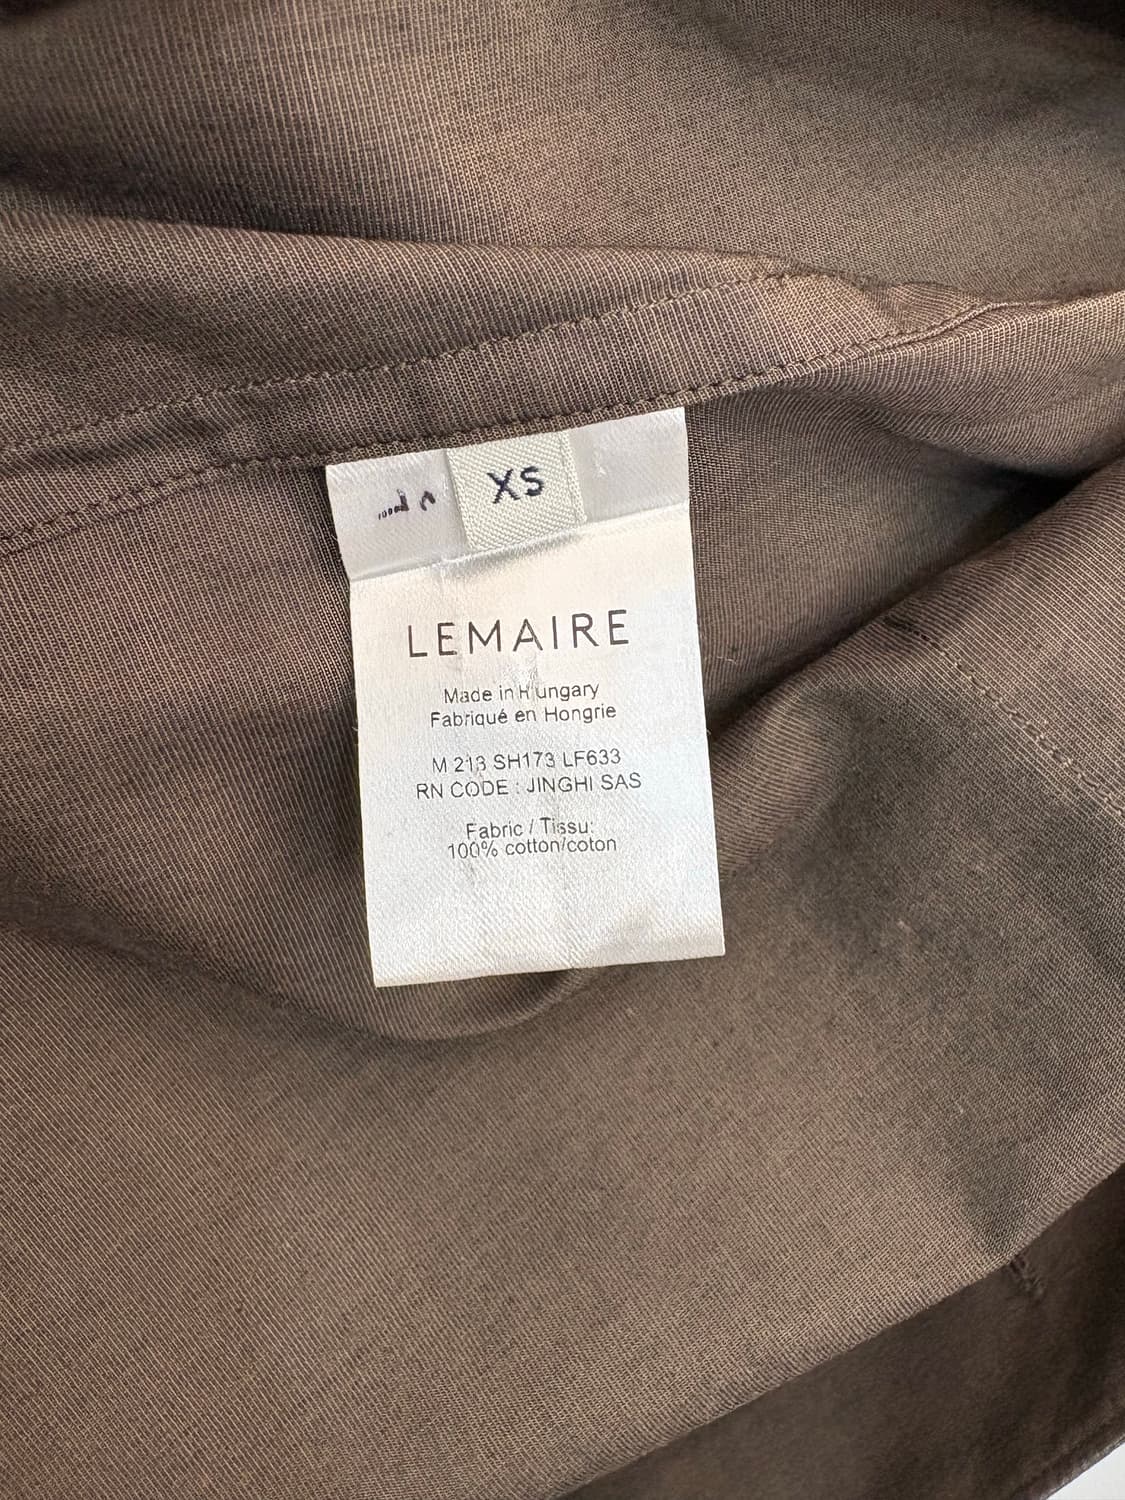 XS
LEMAIRE
Made in Hungary
Fabriqué en Hongrie
M 213 SH173 LF633
RN CODE : JINGHI SAS
Fabric / Tissu:
100% cotton/coton